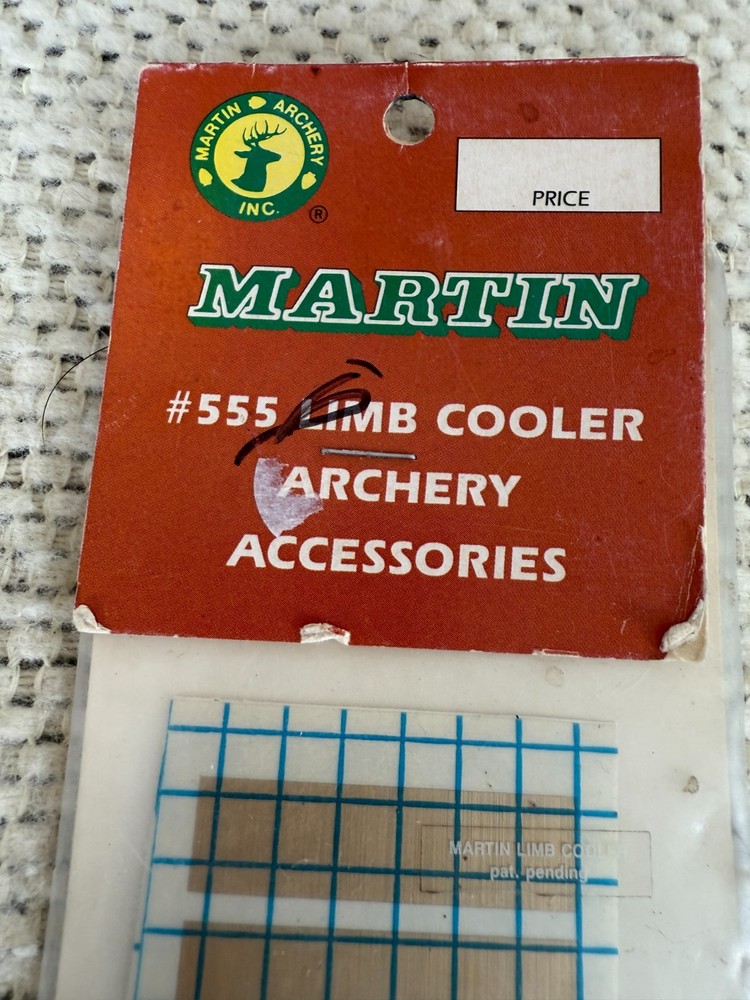 MARTIN ARCHERY
INC.
®
PRICE
MARTIN
#555 LIMB COOLER
ARCHERY
ACCESSORIES
MARTIN LIMB COOLER
pat. pending